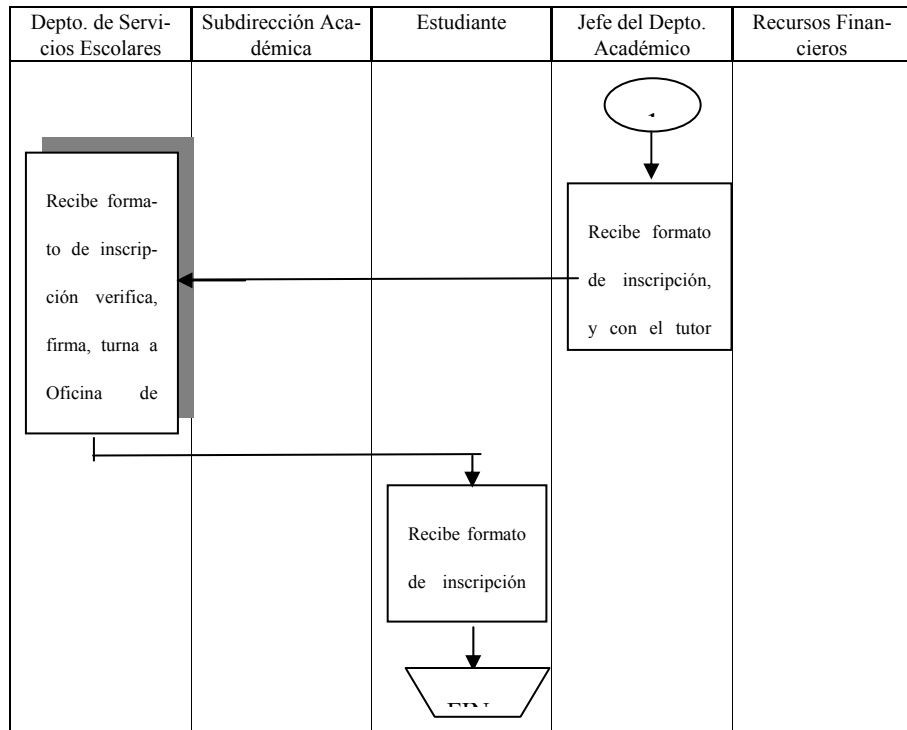 Depto. de Servi-
cios Escolares
Subdirección Aca-
démica
Estudiante
Jefe del Depto.
Académico
Recursos Finan-
cieros
Recibe forma-
to de inscrip-
ción verifica,
firma, turna a
Oficina de
Recibe formato
de inscripción,
y con el tutor
Recibe formato
de inscripción